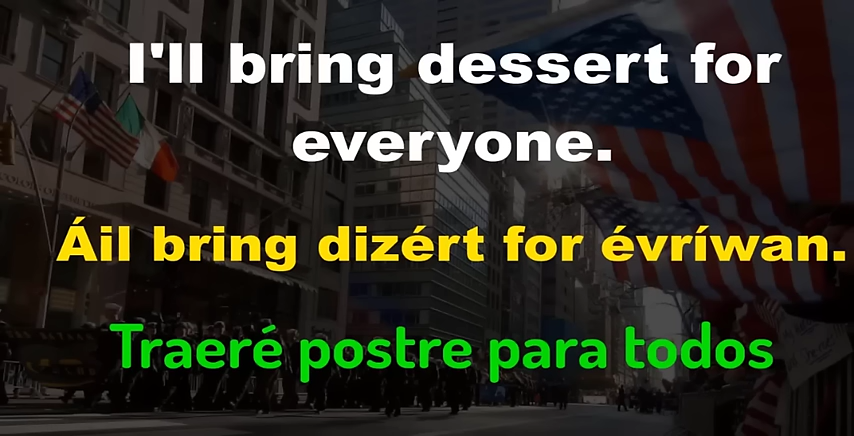 I'll bring dessert for
everyone.
Áil bring dizért for évríwan.
Traeré postre para todos